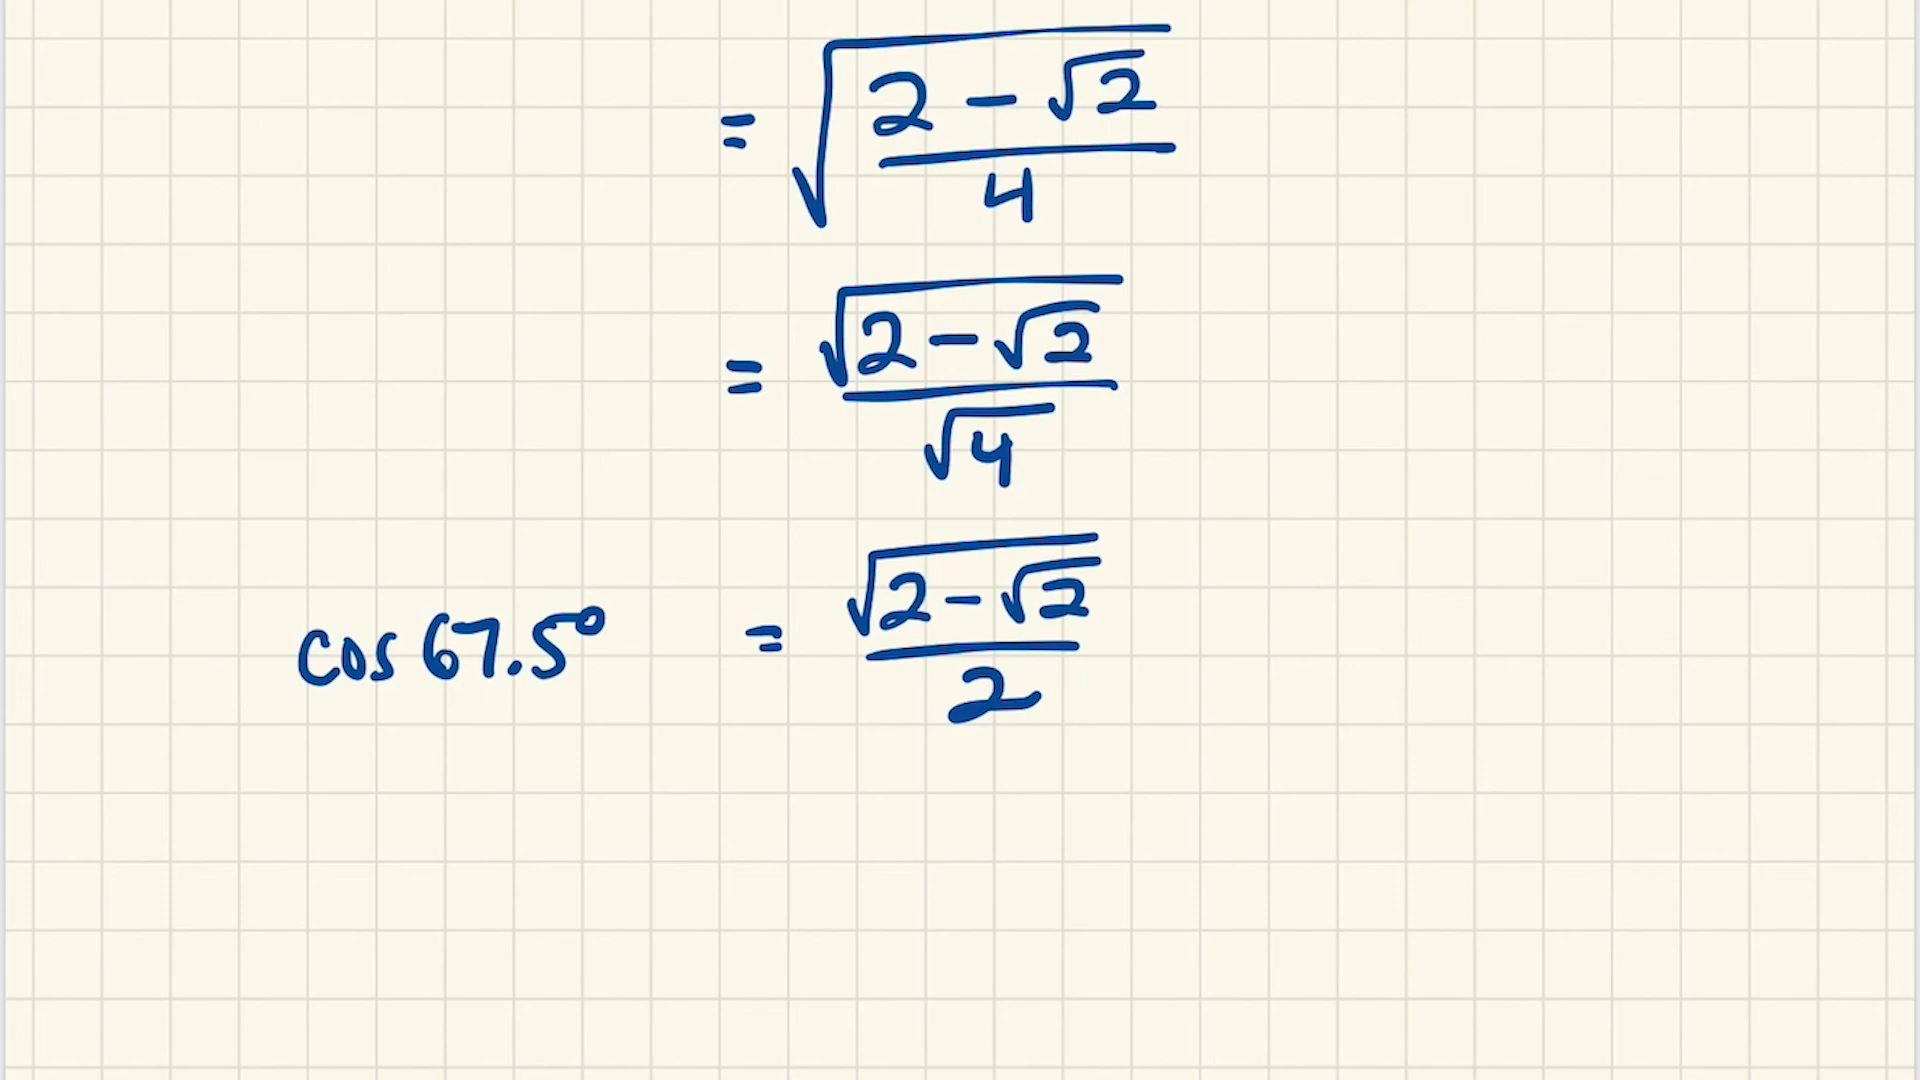 = √((2 - √2)/4)
= √(2 - √2)/√4
cos 67.5° = √(2 - √2)/2